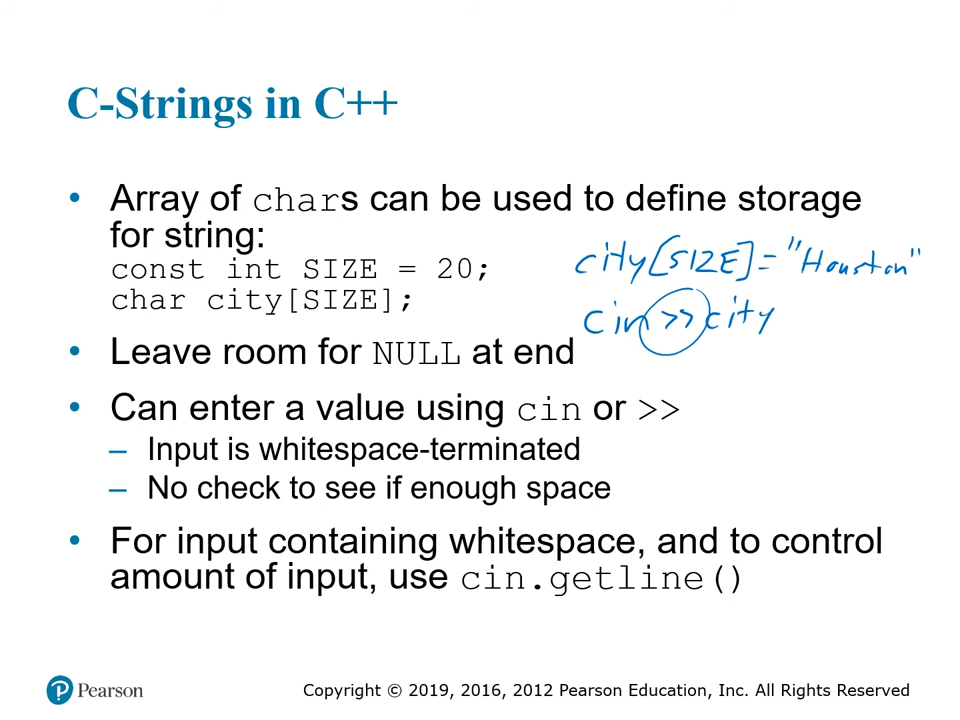 C-Strings in C++
• Array of chars can be used to define storage
for string:
const int SIZE = 20;
char city[SIZE];
city[SIZE]= "Houston"
cin >> city
• Leave room for NULL at end
• Can enter a value using cin or >>
– Input is whitespace-terminated
– No check to see if enough space
• For input containing whitespace, and to control
amount of input, use cin.getline()
Pearson
Copyright © 2019, 2016, 2012 Pearson Education, Inc. All Rights Reserved